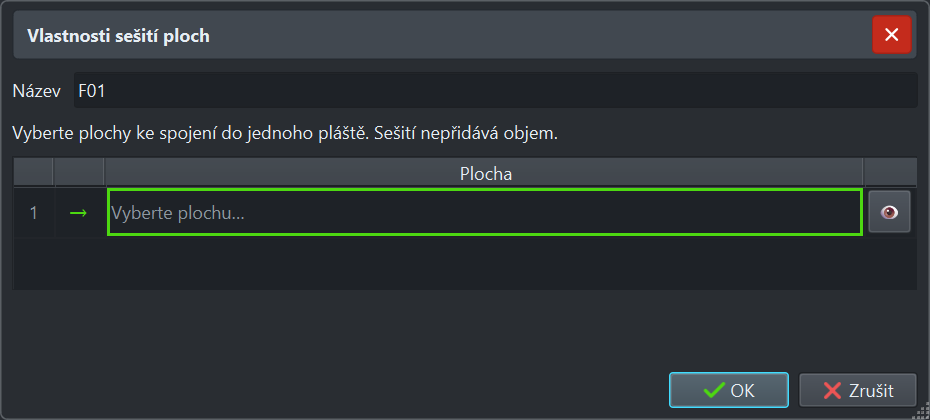 Vlastnosti sešití ploch
Název F01
Vyberte plochy ke spojení do jednoho pláště. Sešití nepřidává objem.
Plocha
1 → Vyberte plochu...
OK Zrušit